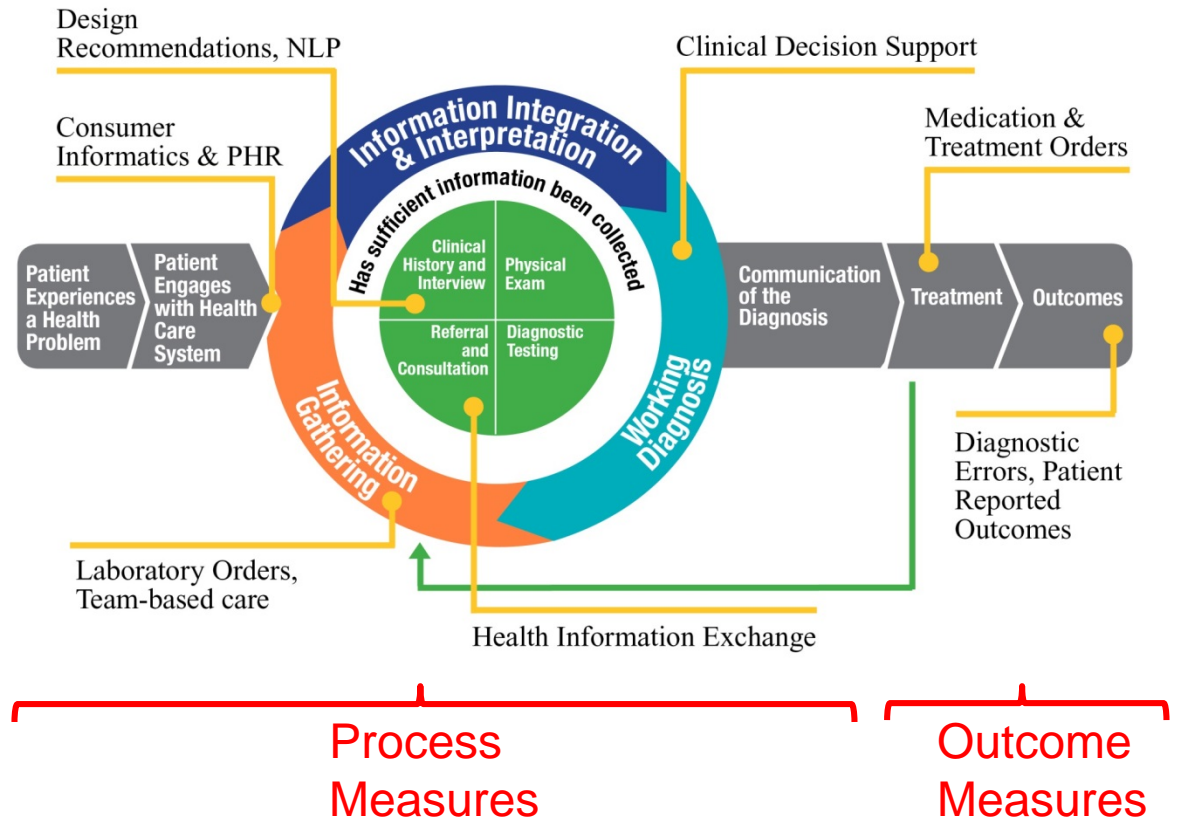 Design
Recommendations, NLP
Clinical Decision Support
Consumer
Informatics & PHR
Medication &
Treatment Orders
Information Integration
& Interpretation
Has sufficient information been collected
Clinical
History and
Interview
Physical
Exam
Referral
and
Consultation
Diagnostic
Testing
Patient
Experiences
a Health
Problem
Patient
Engages
with Health
Care
System
Communication
of the
Diagnosis
Treatment
Outcomes
Information
Gathering
Working
Diagnosis
Diagnostic
Errors, Patient
Reported
Outcomes
Laboratory Orders,
Team-based care
Health Information Exchange
Process
Measures
Outcome
Measures